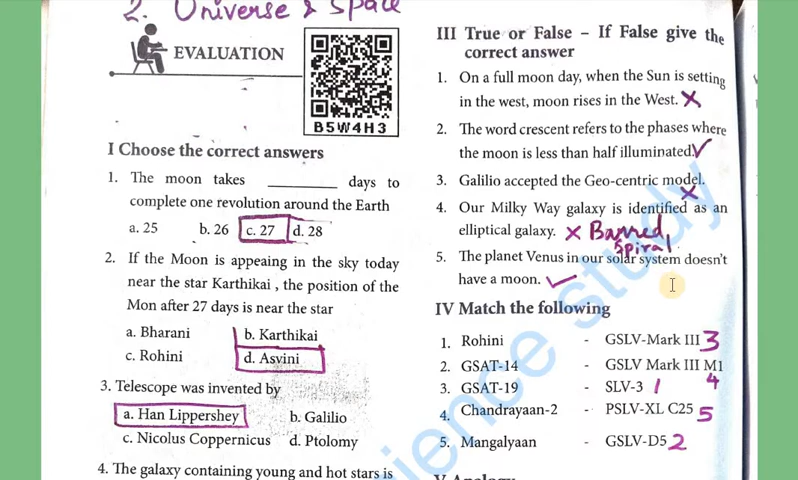 2. Universe & Space
EVALUATION
B5W4H3
I Choose the correct answers
1. The moon takes ________ days to
complete one revolution around the Earth
a. 25 b. 26 c. 27 d. 28
2. If the Moon is appeaing in the sky today
near the star Karthikai , the position of the
Mon after 27 days is near the star
a. Bharani b. Karthikai
c. Rohini d. Asvini
3. Telescope was invented by
a. Han Lippershey b. Galilio
c. Nicolus Coppernicus d. Ptolomy
4. The galaxy containing young and hot stars is
III True or False – If False give the
correct answer
1. On a full moon day, when the Sun is setting
in the west, moon rises in the West. X
2. The word crescent refers to the phases where
the moon is less than half illuminated. ✓
3. Galilio accepted the Geo-centric model.
X
4. Our Milky Way galaxy is identified as an
elliptical galaxy. X Barred
Spiral
5. The planet Venus in our solar system doesn't
have a moon. ✓
IV Match the following
1. Rohini - GSLV-Mark III 3
2. GSAT-14 - GSLV Mark III M1
4
3. GSAT-19 - SLV-3 1
4. Chandrayaan-2 - PSLV-XL C25 5
5. Mangalyaan - GSLV-D5 2
V Analogy
science study